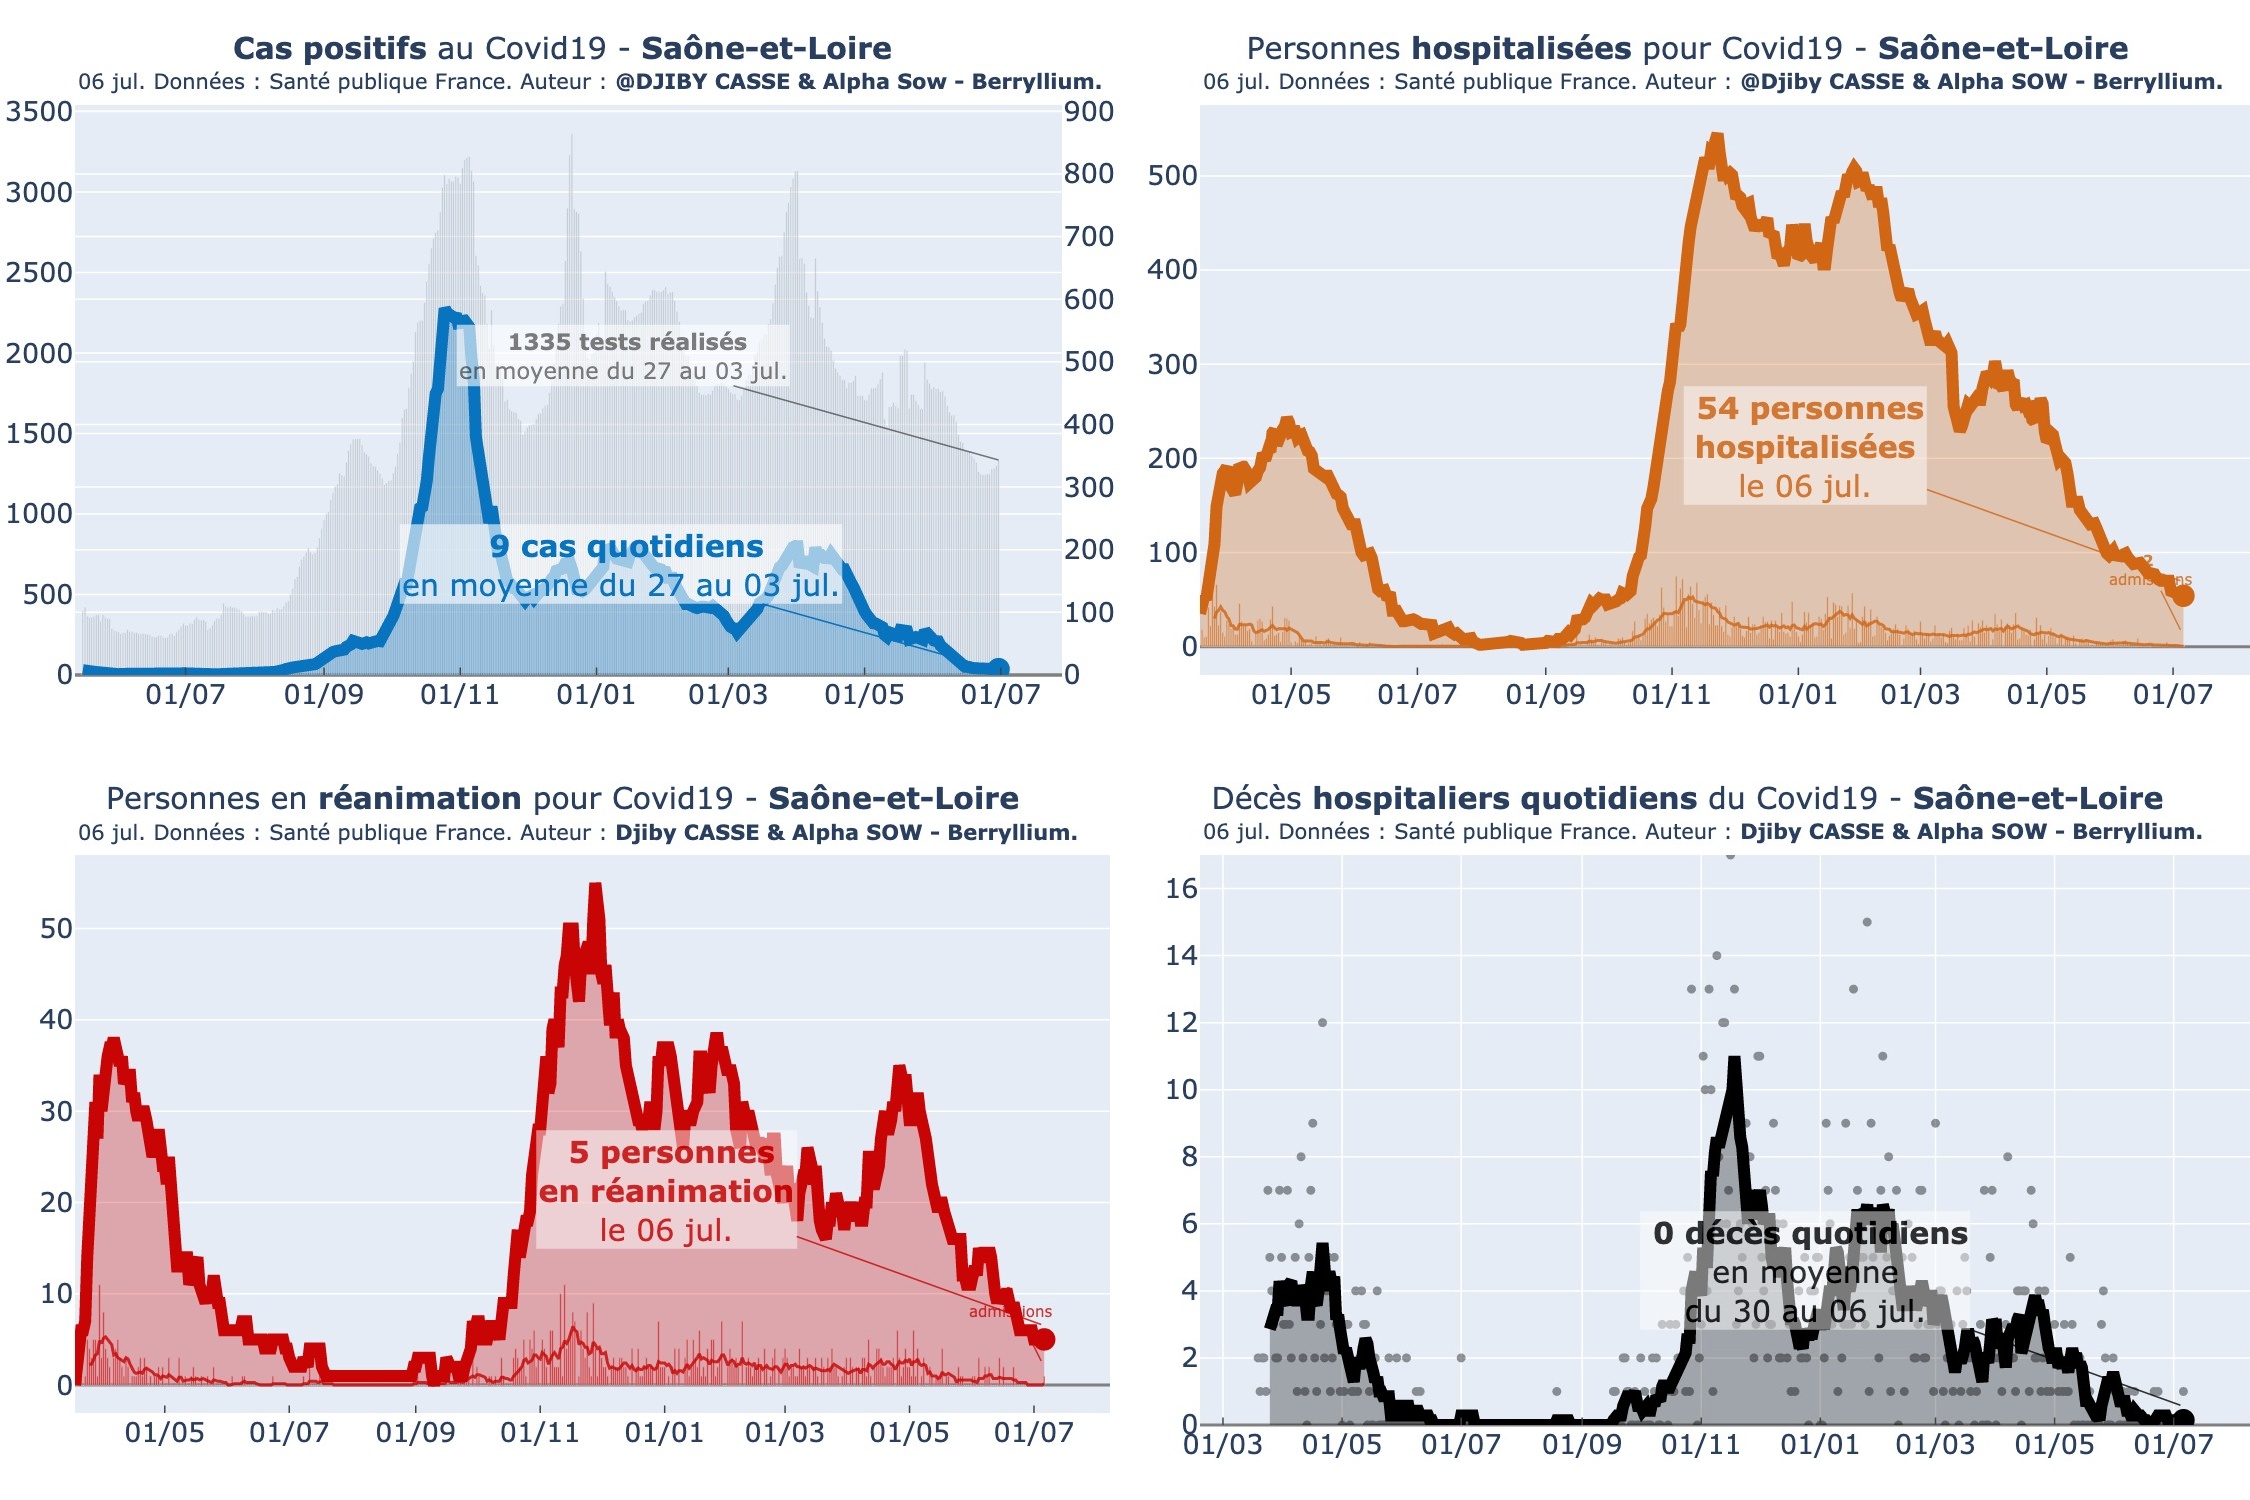 Cas positifs au Covid19 - Saône-et-Loire
06 jul. Données : Santé publique France. Auteur : @DJIBY CASSE & Alpha Sow - Berryllium.
3500
3000
2500
2000
1500
1000
500
0
900
800
700
600
500
400
300
200
100
0
1335 tests réalisés
en moyenne du 27 au 03 jul.
9 cas quotidiens
en moyenne du 27 au 03 jul.
01/07 01/09 01/11 01/01 01/03 01/05 01/07
Personnes hospitalisées pour Covid19 - Saône-et-Loire
06 jul. Données : Santé publique France. Auteur : @Djiby CASSE & Alpha SOW - Berryllium.
500
400
300
200
100
0
54 personnes
hospitalisées
le 06 jul.
2
admissions
01/05 01/07 01/09 01/11 01/01 01/03 01/05 01/07
Personnes en réanimation pour Covid19 - Saône-et-Loire
06 jul. Données : Santé publique France. Auteur : Djiby CASSE & Alpha SOW - Berryllium.
50
40
30
20
10
0
5 personnes
en réanimation
le 06 jul.
admissions
01/05 01/07 01/09 01/11 01/01 01/03 01/05 01/07
Décès hospitaliers quotidiens du Covid19 - Saône-et-Loire
06 jul. Données : Santé publique France. Auteur : Djiby CASSE & Alpha SOW - Berryllium.
16
14
12
10
8
6
4
2
0
0 décès quotidiens
en moyenne
du 30 au 06 jul.
01/03 01/05 01/07 01/09 01/11 01/01 01/03 01/05 01/07